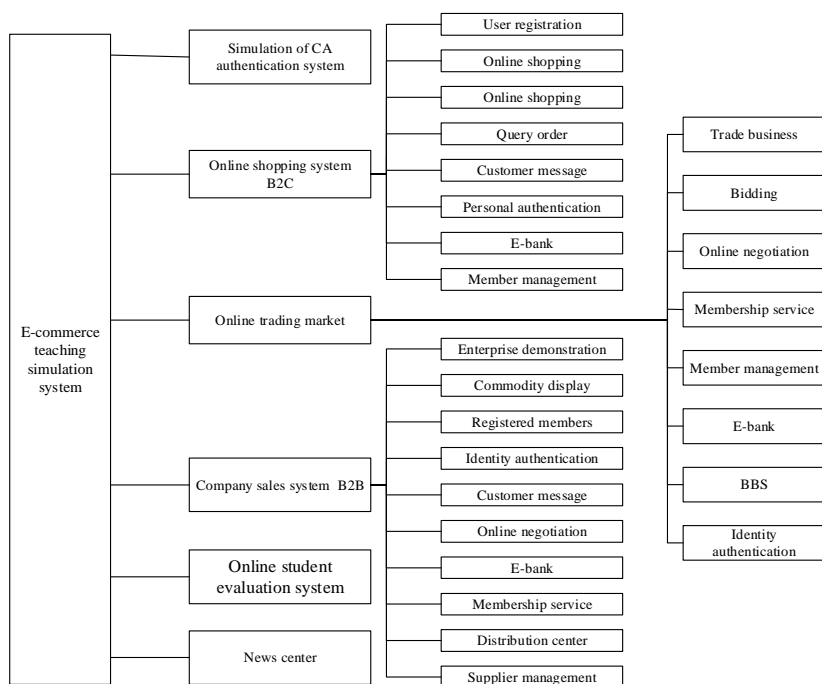 E-commerce
teaching
simulation
system
Simulation of CA
authentication system
Online shopping system
B2C
Online trading market
Company sales system  B2B
Online student
evaluation system
News center
User registration
Online shopping
Online shopping
Query order
Customer message
Personal authentication
E-bank
Member management
Enterprise demonstration
Commodity display
Registered members
Identity authentication
Customer message
Online negotiation
E-bank
Membership service
Distribution center
Supplier management
Trade business
Bidding
Online negotiation
Membership service
Member management
E-bank
BBS
Identity
authentication